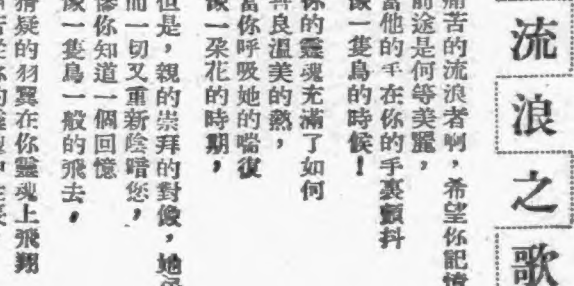 流浪之歌
痛苦的流浪者啊,希望你記憶
前途是何等美麗,
當他的手在你的手裏顫抖
像一隻鳥的時候!
你的靈魂充滿了如何
與良溫美的熱,
當你呼吸她的喘復
像一朶花的時期,
但是,親的崇拜的對像,她
而一切又重新陰暗您,
你知道一個回憶
像一隻鳥一般的飛去,
猜疑的羽翼在你靈魂上飛翔